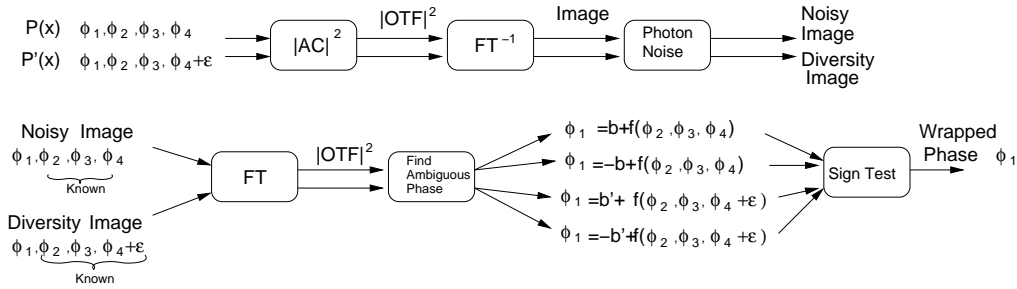 P(x) ϕ1,ϕ2 ,ϕ3, ϕ4
P'(x) ϕ1,ϕ2 ,ϕ3, ϕ4+ε
|AC|^2
|OTF|^2
FT^−1
Image
Photon
Noise
Noisy
Image
Diversity
Image
Noisy Image
ϕ1,ϕ2 ,ϕ3, ϕ4
Known
Diversity Image
ϕ1,ϕ2 ,ϕ3, ϕ4+ε
Known
FT
|OTF|^2
Find
Ambiguous
Phase
ϕ1 =b+f(ϕ2 ,ϕ3, ϕ4)
ϕ1 =−b+f(ϕ2 ,ϕ3, ϕ4)
ϕ1 =b'+ f(ϕ2 ,ϕ3, ϕ4 +ε)
ϕ1 =−b'+f(ϕ2 ,ϕ3, ϕ4 +ε)
Sign Test
Wrapped
Phase ϕ1